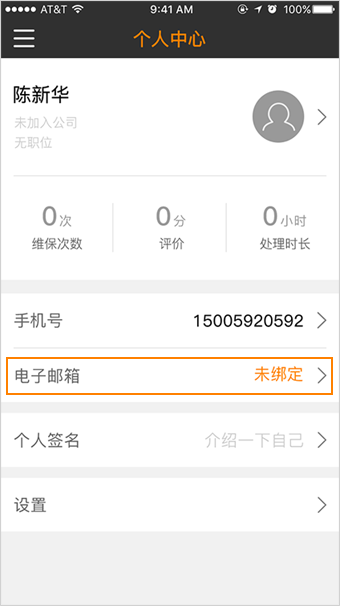 AT&T 9:41 AM 100%
个人中心
陈新华
未加入公司
无职位
0次 0分 0小时
维保次数 评价 处理时长
手机号 15005920592
电子邮箱 未绑定
个人签名 介绍一下自己
设置